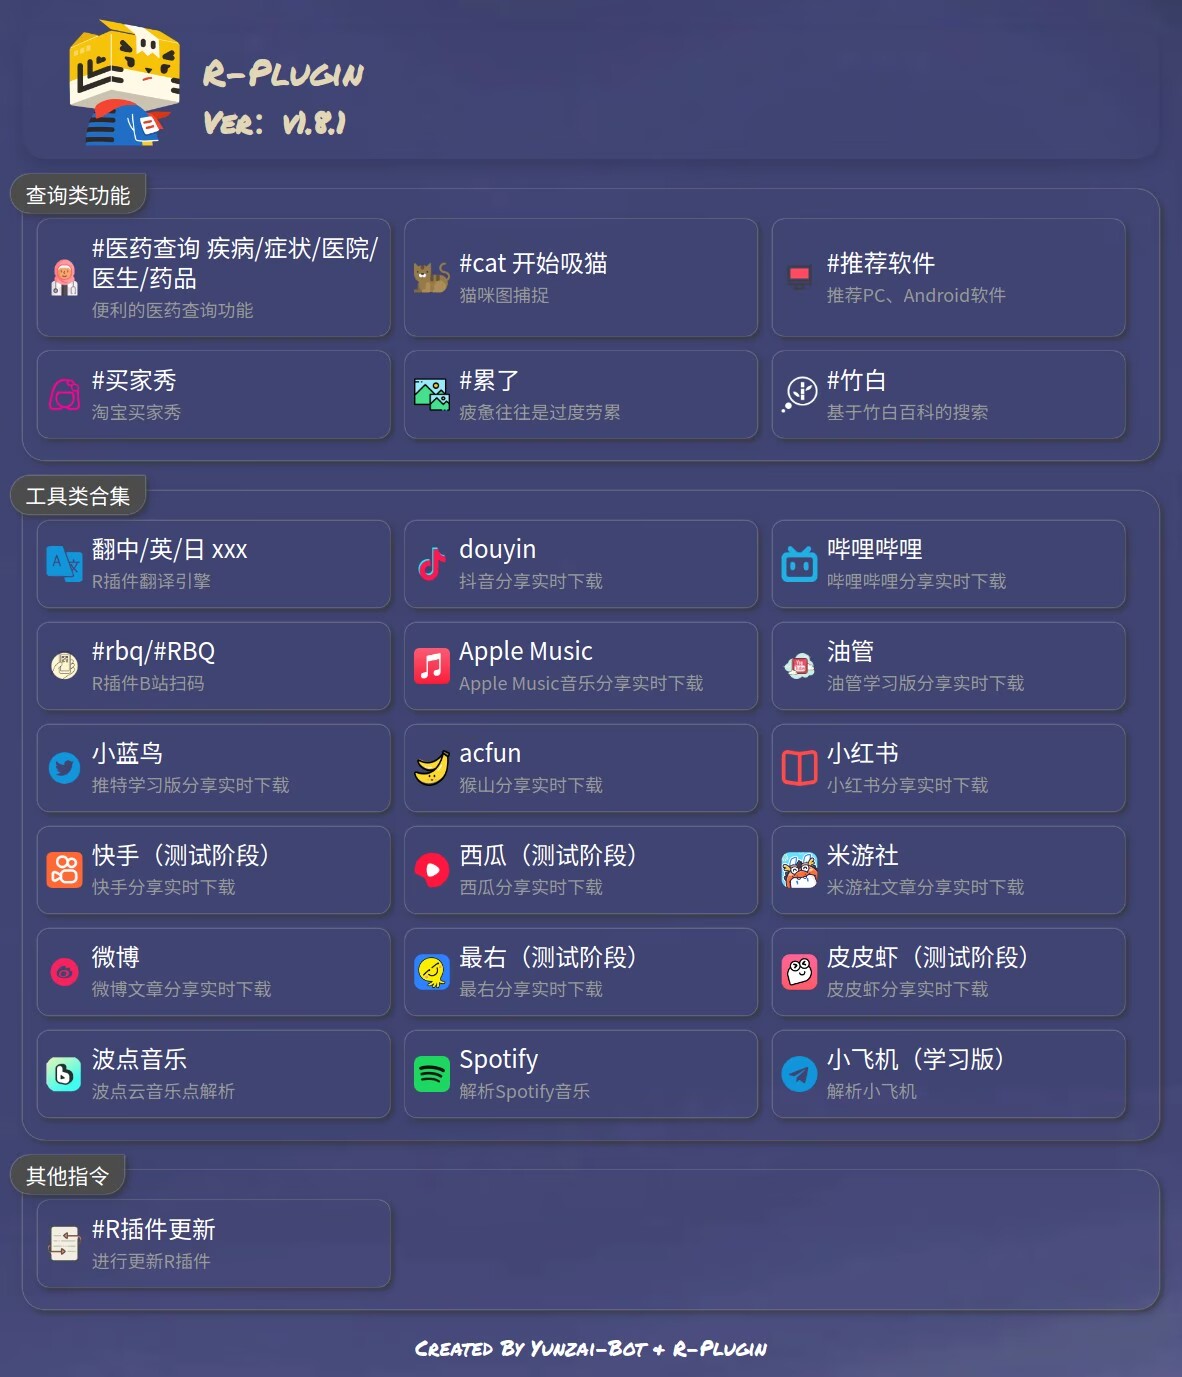 R-Plugin
Ver: v1.8.1
查询类功能
#医药查询 疾病/症状/医院/
医生/药品
便利的医药查询功能
#cat 开始吸猫
猫咪图捕捉
#推荐软件
推荐PC、Android软件
#买家秀
淘宝买家秀
#累了
疲惫往往是过度劳累
#竹白
基于竹白百科的搜索
工具类合集
翻中/英/日 xxx
R插件翻译引擎
douyin
抖音分享实时下载
哔哩哔哩
哔哩哔哩分享实时下载
#rbq/#RBQ
R插件B站扫码
Apple Music
Apple Music音乐分享实时下载
油管
油管学习版分享实时下载
小蓝鸟
推特学习版分享实时下载
acfun
猴山分享实时下载
小红书
小红书分享实时下载
快手（测试阶段）
快手分享实时下载
西瓜（测试阶段）
西瓜分享实时下载
米游社
米游社文章分享实时下载
微博
微博文章分享实时下载
最右（测试阶段）
最右分享实时下载
皮皮虾（测试阶段）
皮皮虾分享实时下载
波点音乐
波点云音乐点解析
Spotify
解析Spotify音乐
小飞机（学习版）
解析小飞机
其他指令
#R插件更新
进行更新R插件
Created By Yunzai-Bot & R-Plugin